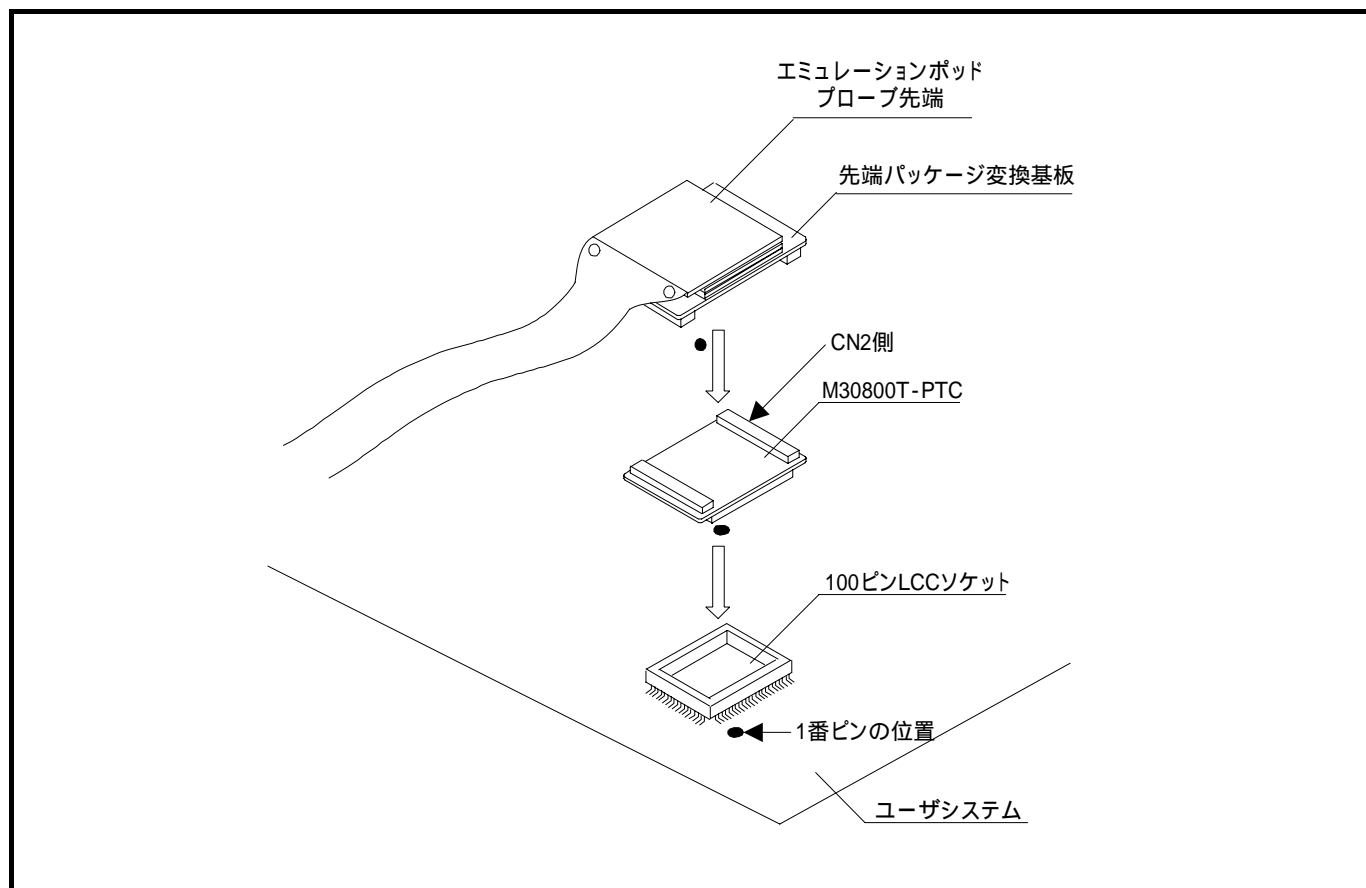 エミュレーションポッド
プローブ先端
先端パッケージ変換基板
CN2側
M30800T-PTC
100ピンLCCソケット
1番ピンの位置
ユーザシステム